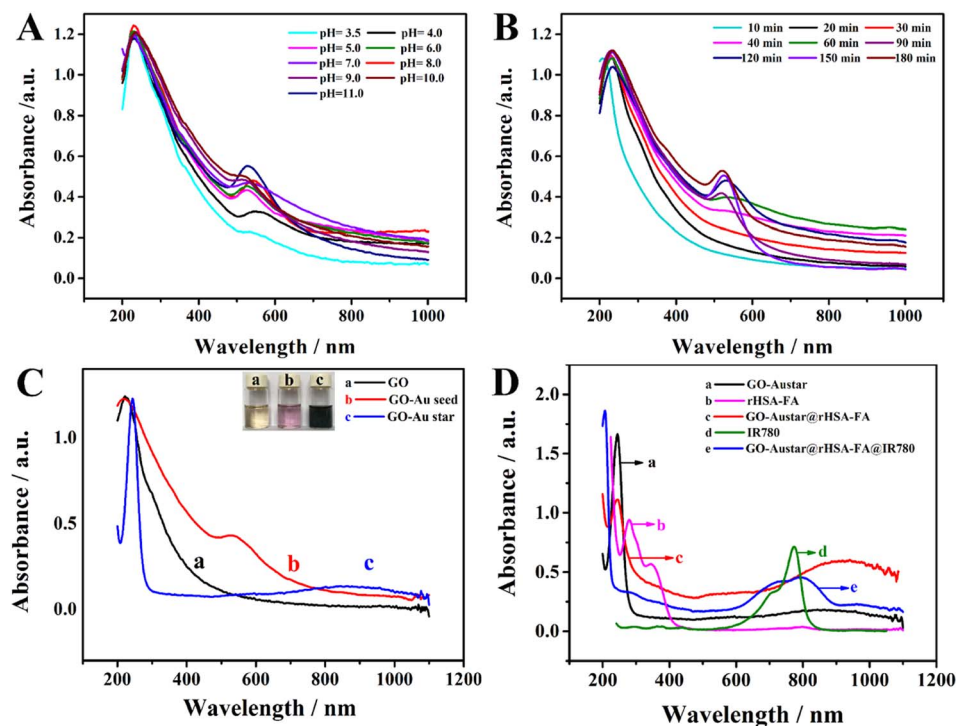 A
pH= 3.5 pH= 4.0
pH= 5.0 pH= 6.0
pH= 7.0 pH= 8.0
pH= 9.0 pH=10.0
pH=11.0
Absorbance /a.u.
1.2
1.0
0.8
0.6
0.4
0.2
0.0
200 400 600 800 1000
Wavelength / nm
B
10 min 20 min 30 min
40 min 60 min 90 min
120 min 150 min 180 min
Absorbance /a.u.
1.2
1.0
0.8
0.6
0.4
0.2
0.0
200 400 600 800 1000
Wavelength / nm
C
a b c
a GO
b GO-Au seed
c GO-Au star
Absorbance / a.u.
1.0
0.5
0.0
a b c
200 400 600 800 1000 1200
Wavelength / nm
D
a GO-Austar
b rHSA-FA
c GO-Austar@rHSA-FA
d IR780
e GO-Austar@rHSA-FA@IR780
Absorbance / a.u.
2.0
1.5
1.0
0.5
0.0
a
b
c
d
e
200 400 600 800 1000 1200
Wavelength / nm